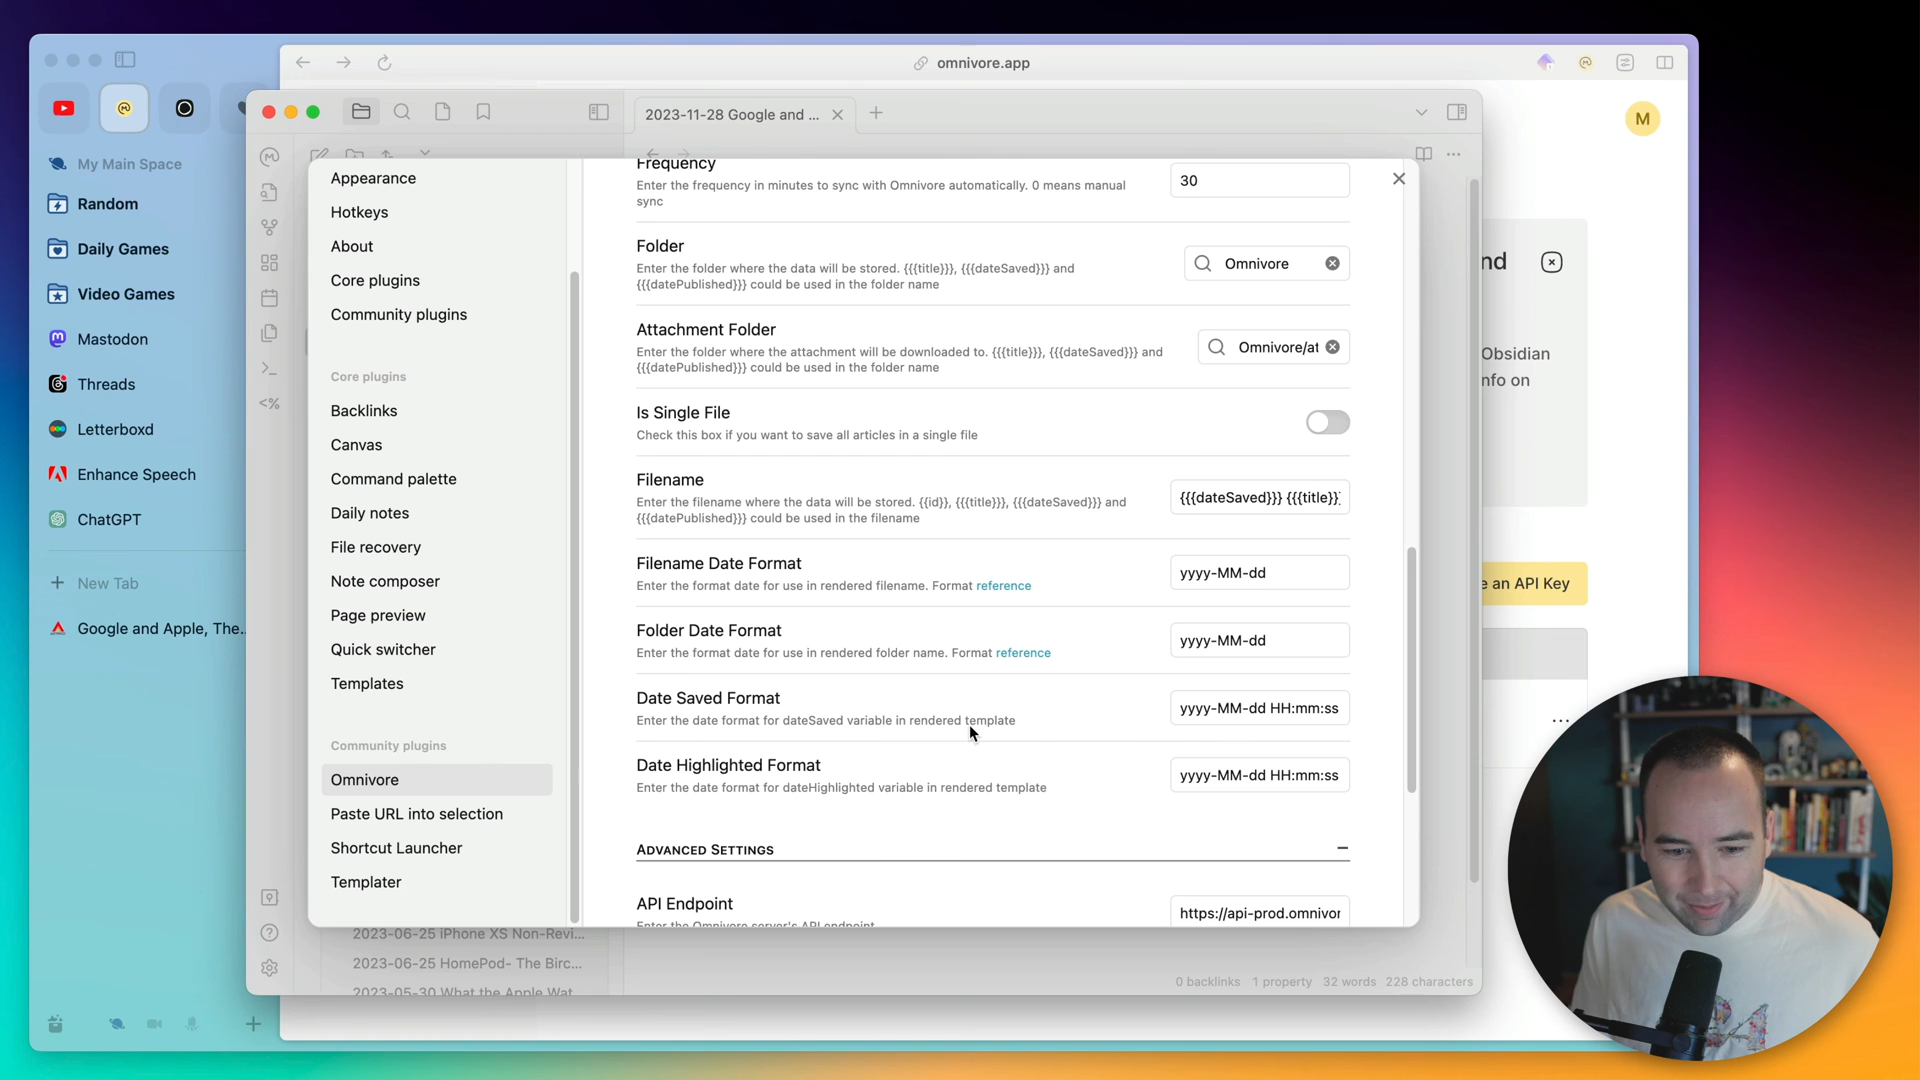 omnivore.app
2023-11-28 Google and ...
M
My Main Space
Random
Daily Games
Video Games
Mastodon
Threads
Letterboxd
Enhance Speech
ChatGPT
New Tab
Google and Apple, The...
Appearance
Hotkeys
About
Core plugins
Community plugins
Core plugins
Backlinks
Canvas
Command palette
Daily notes
File recovery
Note composer
Page preview
Quick switcher
Templates
Community plugins
Omnivore
Paste URL into selection
Shortcut Launcher
Templater
Frequency
Enter the frequency in minutes to sync with Omnivore automatically. 0 means manual
sync
30
Folder
Enter the folder where the data will be stored. {{{title}}}, {{{dateSaved}}} and
{{{datePublished}}} could be used in the folder name
Omnivore
Attachment Folder
Enter the folder where the attachment will be downloaded to. {{{title}}}, {{{dateSaved}}} and
{{{datePublished}}} could be used in the folder name
Omnivore/at
Is Single File
Check this box if you want to save all articles in a single file
Filename
Enter the filename where the data will be stored. {{id}}, {{{title}}}, {{{dateSaved}}} and
{{{datePublished}}} could be used in the filename
{{{dateSaved}}} {{{title}}}
Filename Date Format
Enter the format date for use in rendered filename. Format reference
yyyy-MM-dd
Folder Date Format
Enter the format date for use in rendered folder name. Format reference
yyyy-MM-dd
Date Saved Format
Enter the date format for dateSaved variable in rendered template
yyyy-MM-dd HH:mm:ss
Date Highlighted Format
Enter the date format for dateHighlighted variable in rendered template
yyyy-MM-dd HH:mm:ss
ADVANCED SETTINGS
API Endpoint
Enter the Omnivore server's API endpoint
https://api-prod.omnivor
nd
Obsidian
nfo on
e an API Key
2023-06-25 iPhone XS Non-Revi...
2023-06-25 HomePod- The Birc...
2023-05-30 What the Apple Wat
0 backlinks 1 property 32 words 228 characters